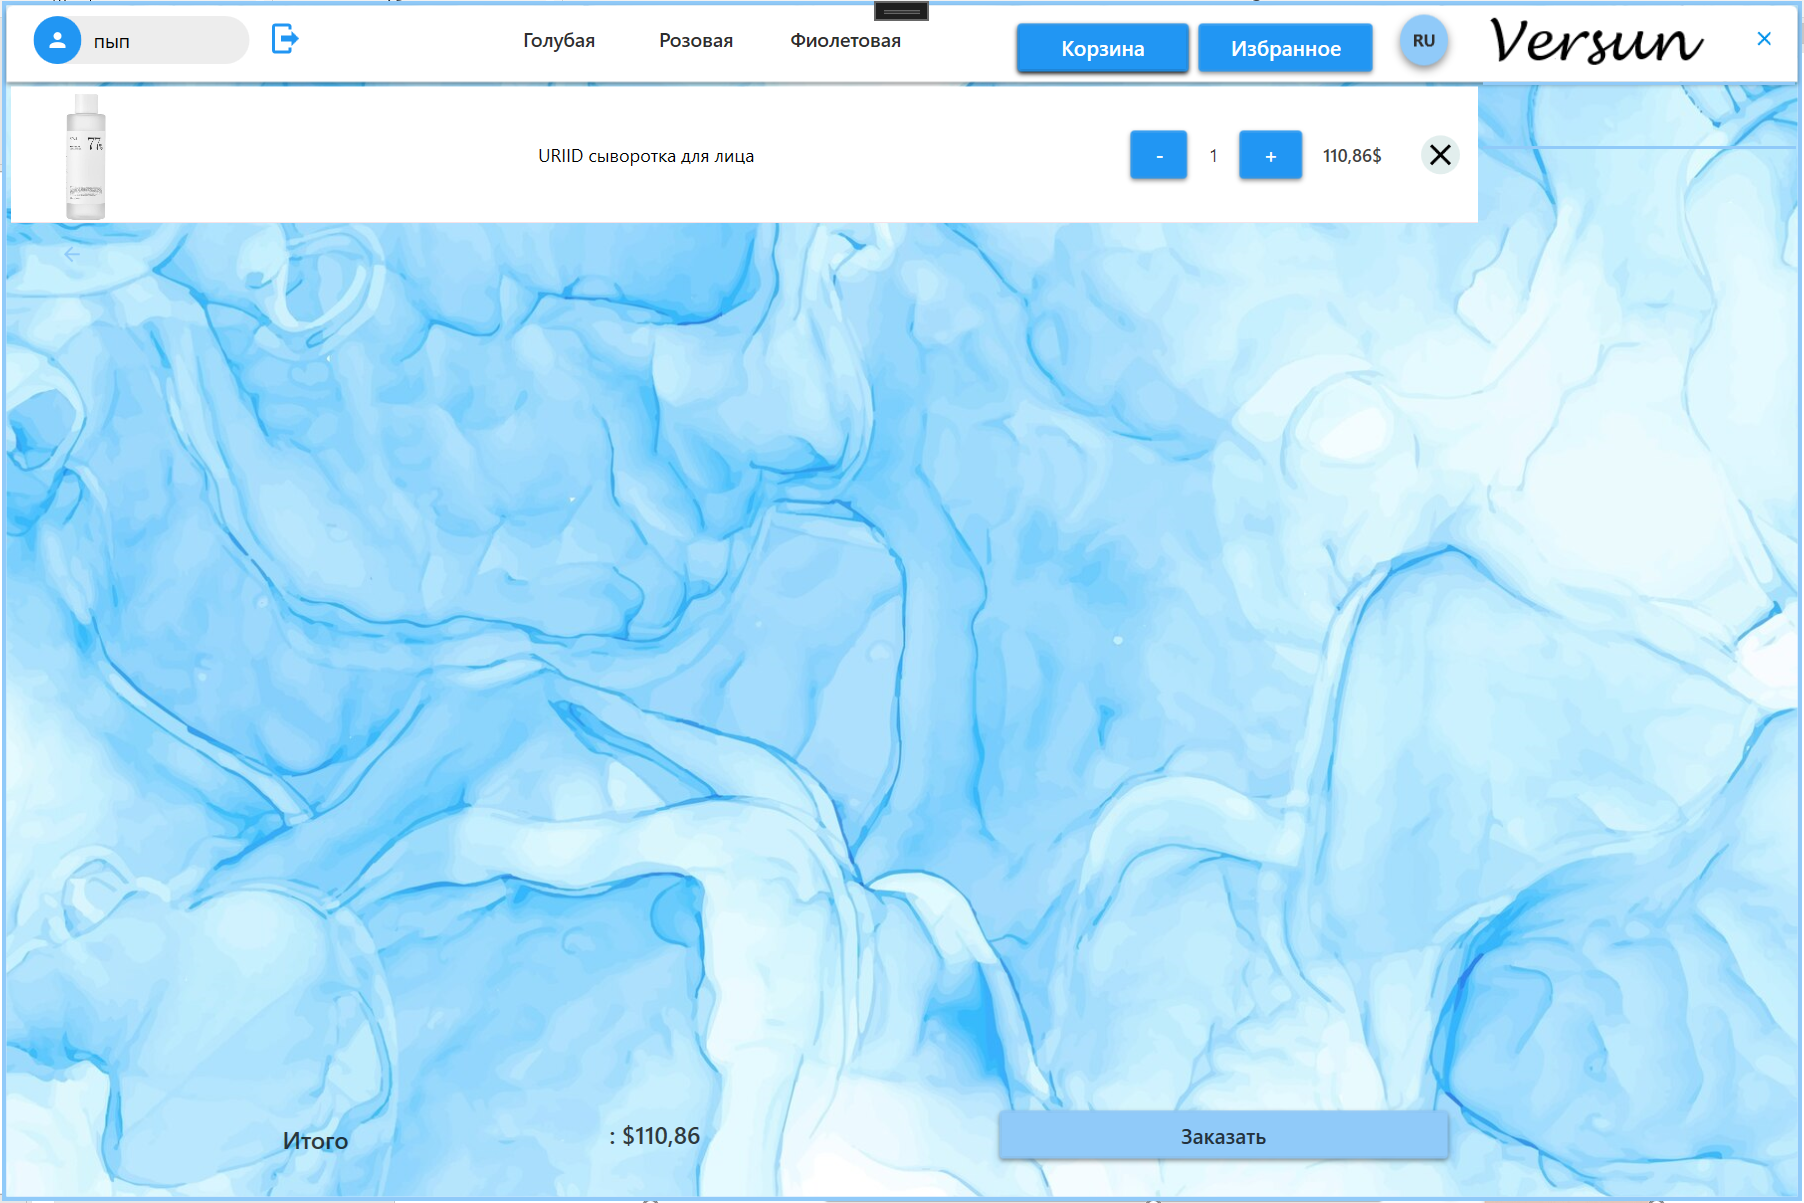 пып
Голубая
Розовая
Фиолетовая
Корзина
Избранное
RU
Versun
77
URIID сыворотка для лица
-
1
+
110,86$
Итого
: $110,86
Заказать